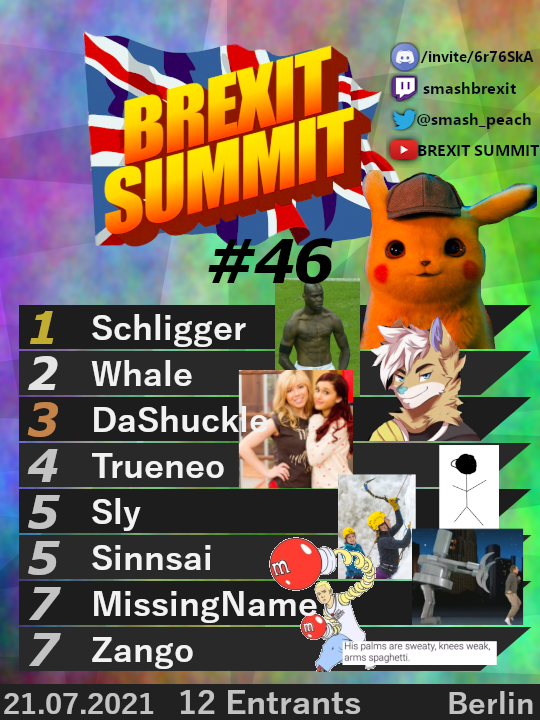 BREXIT
SUMMIT
#46
/invite/6r76SkA
smashbrexit
@smash_peach
BREXIT SUMMIT
1 Schligger
2 Whale
3 DaShuckle
4 Trueneo
5 Sly
5 Sinnsai
7 MissingName
7 Zango
m
m
His palms are sweaty, knees weak,
arms spaghetti.
21.07.2021 12 Entrants Berlin